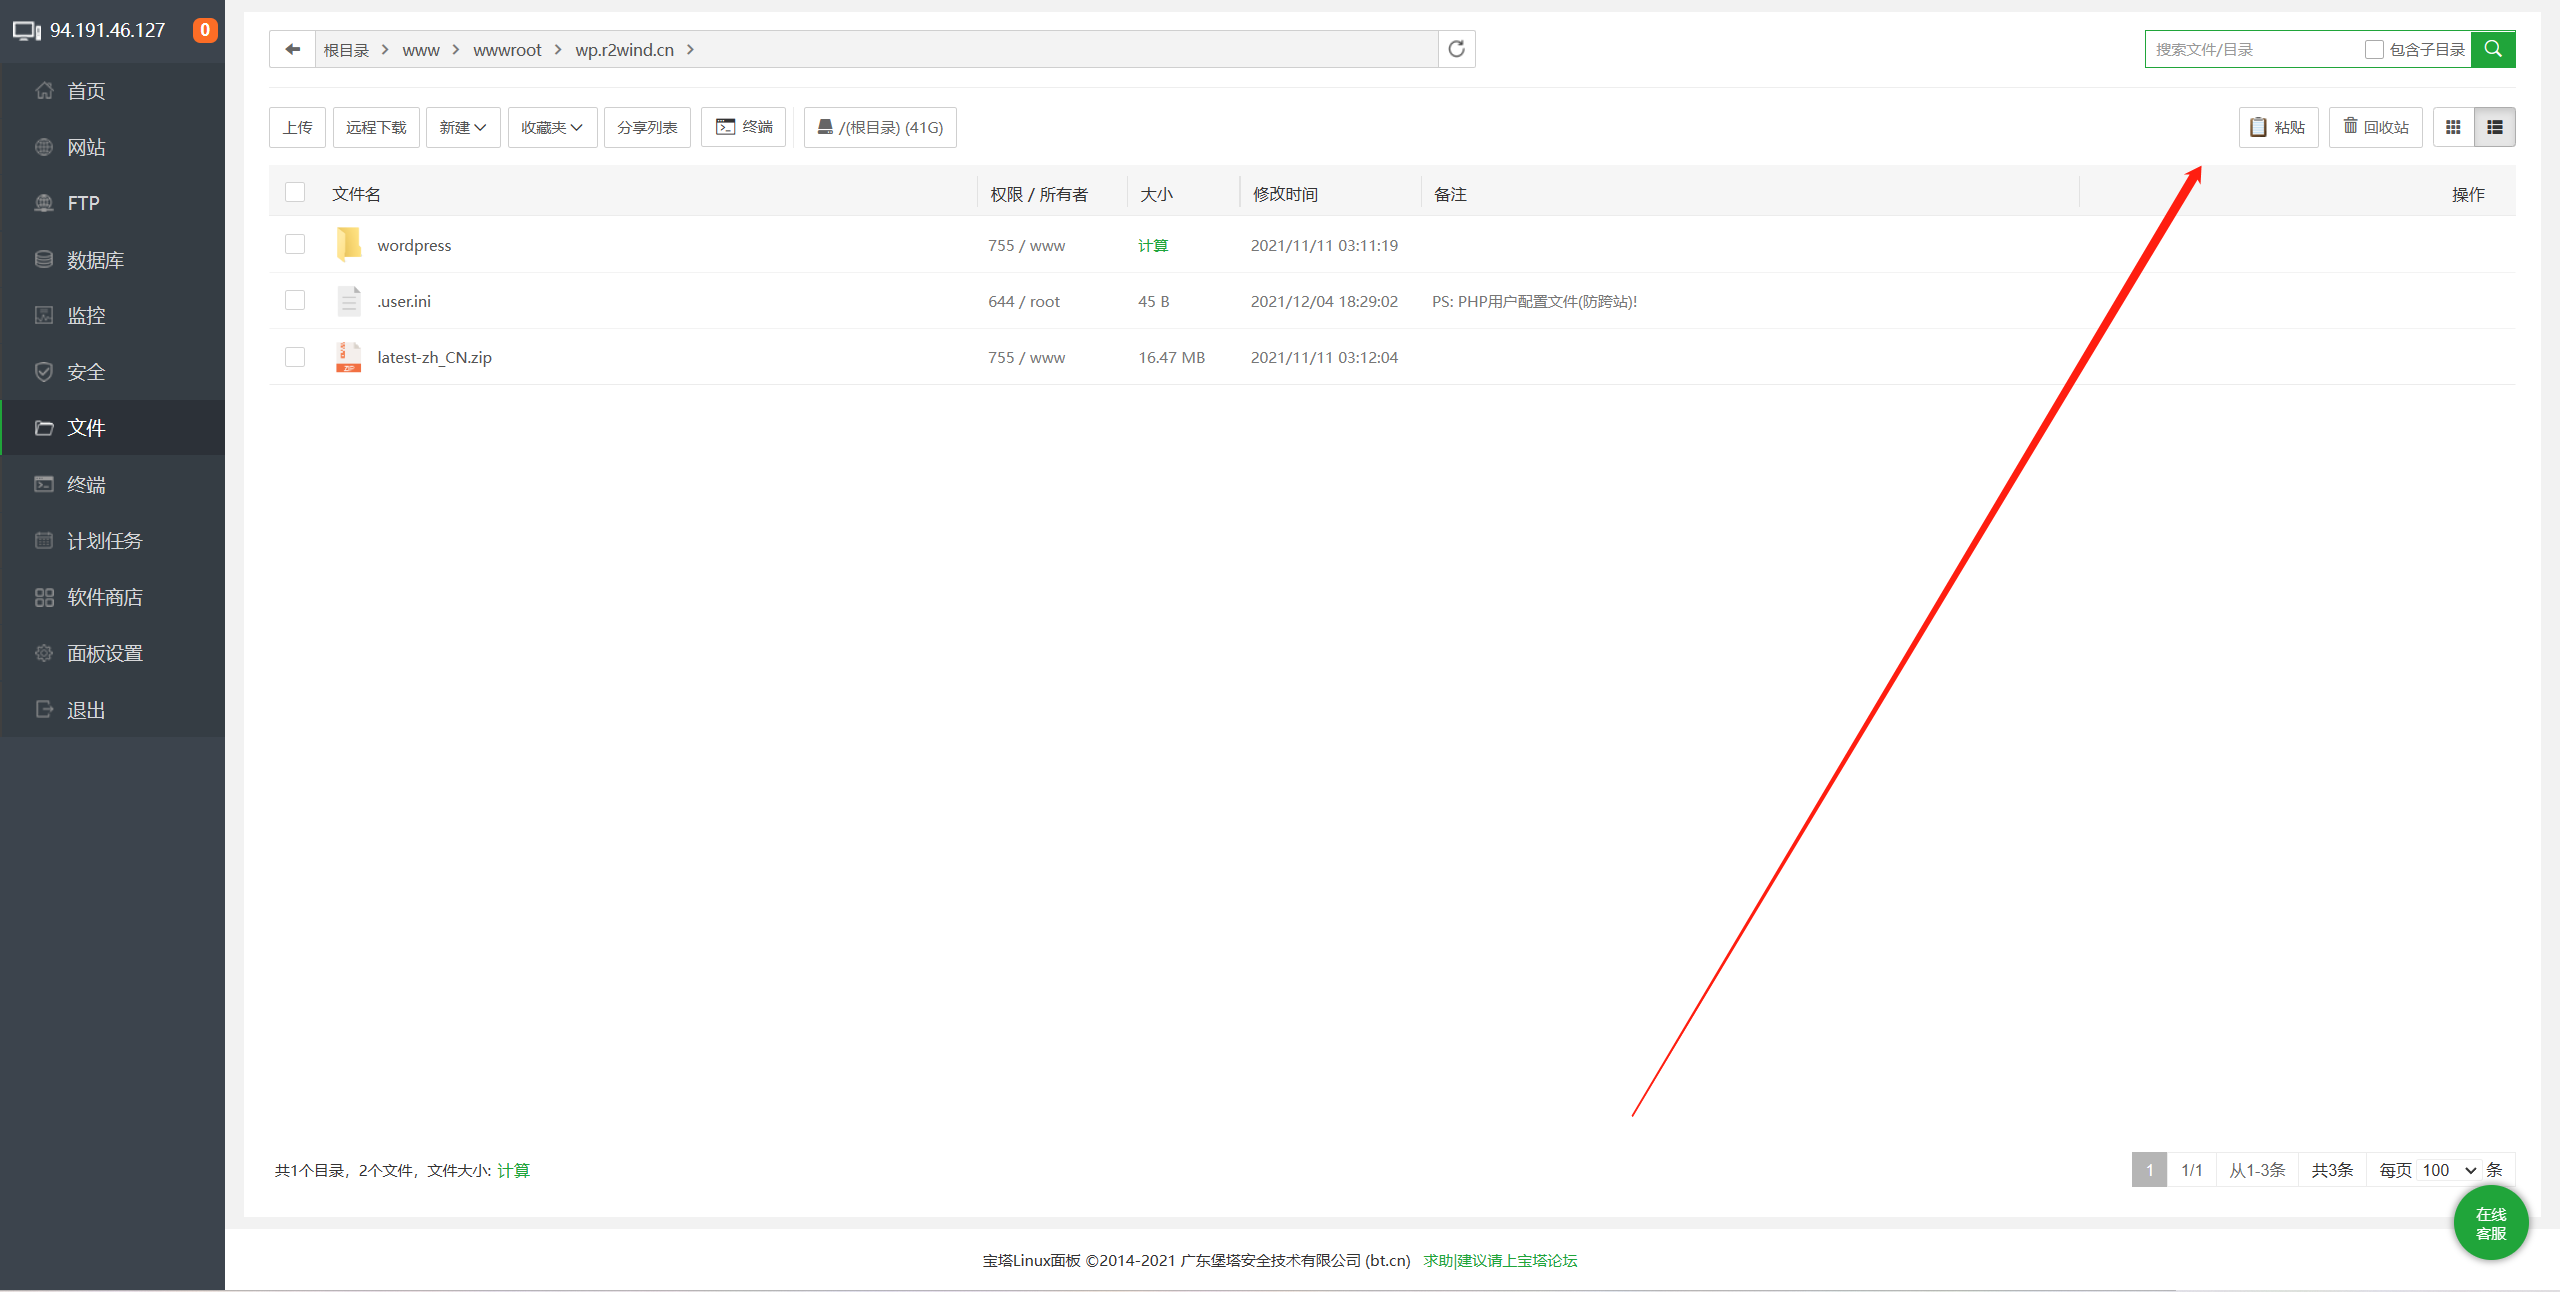 94.191.46.127 0
首页
网站
FTP
数据库
监控
安全
文件
终端
计划任务
软件商店
面板设置
退出
根目录 > www > wwwroot > wp.r2wind.cn >
搜索文件/目录 包含子目录
上传 远程下载 新建 收藏夹 分享列表 终端 /(根目录) (41G) 粘贴 回收站
文件名 权限 / 所有者 大小 修改时间 备注 操作
wordpress 755 / www 计算 2021/11/11 03:11:19
.user.ini 644 / root 45 B 2021/12/04 18:29:02 PS: PHP用户配置文件(防跨站)!
latest-zh_CN.zip 755 / www 16.47 MB 2021/11/11 03:12:04
共1个目录，2个文件，文件大小: 计算
1 1/1 从1-3条 共3条 每页 100 条
在线
客服
宝塔Linux面板 ©2014-2021 广东堡塔安全技术有限公司 (bt.cn) 求助|建议请上宝塔论坛